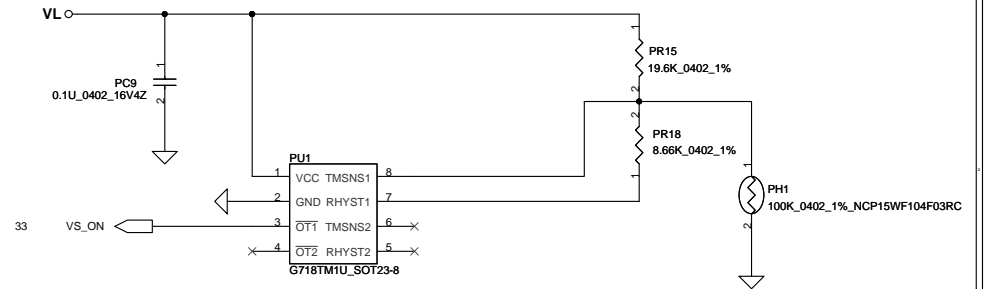 VL
1
PR15
19.6K_0402_1%
2
1
PC9
0.1U_0402_16V4Z
2
2
PR18
8.66K_0402_1%
1
PU1
1 VCC TMSNS1 8
2 GND RHYST1 7
33 VS_ON 3 OT1 TMSNS2 6
4 OT2 RHYST2 5
G718TM1U_SOT23-8
1
PH1
100K_0402_1%_NCP15WF104F03RC
2